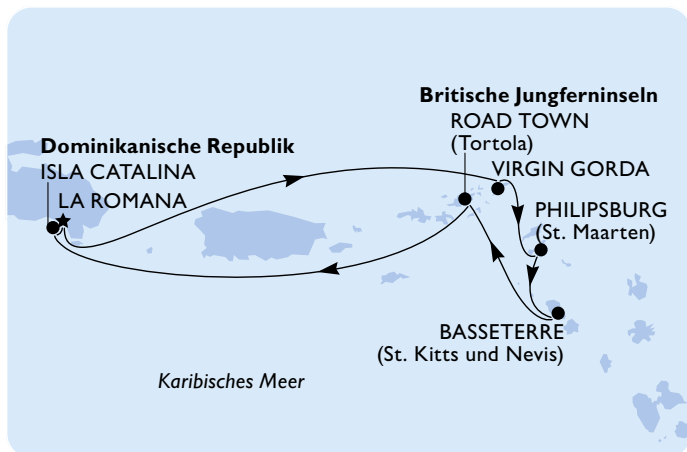 Britische Jungferninseln
ROAD TOWN
(Tortola)
VIRGIN GORDA
Dominikanische Republik
ISLA CATALINA
LA ROMANA
PHILIPSBURG
(St. Maarten)
BASSETERRE
(St. Kitts und Nevis)
Karibisches Meer